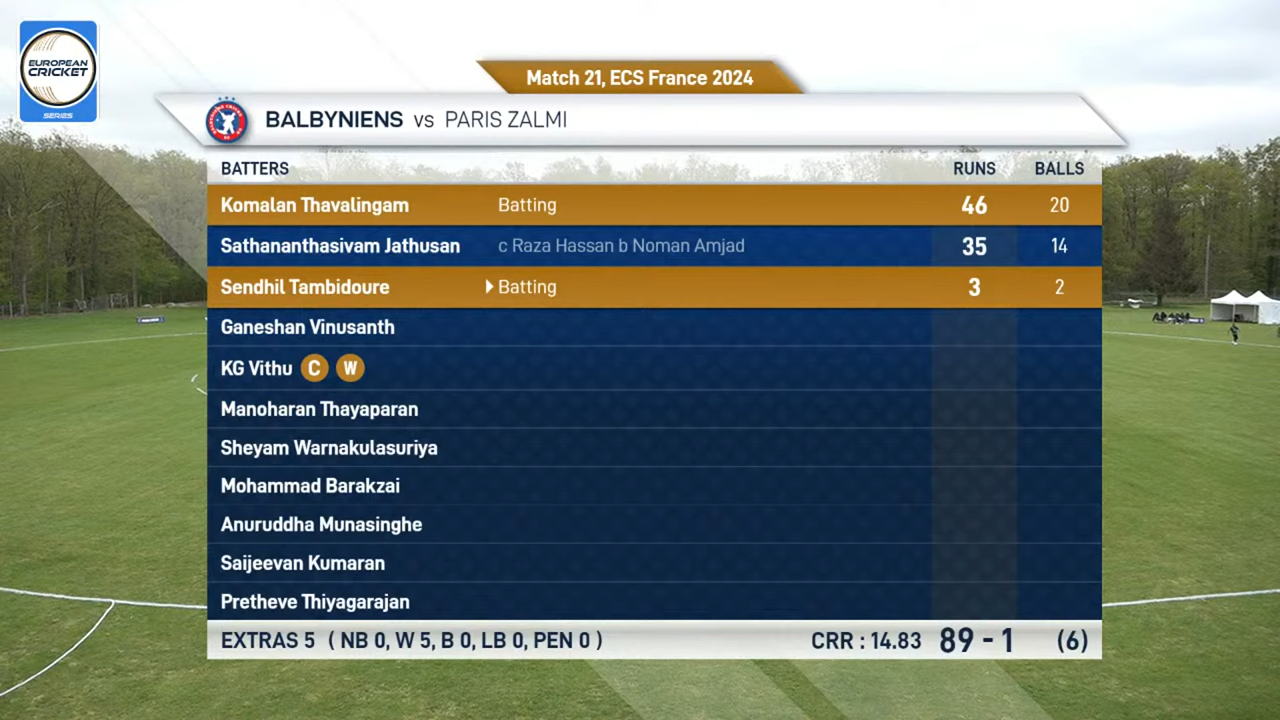 EUROPEAN
CRICKET
SERIES
Match 21, ECS France 2024
BALBYNIENS vs PARIS ZALMI
BATTERS RUNS BALLS
Komalan Thavalingam Batting 46 20
Sathananthasivam Jathusan c Raza Hassan b Noman Amjad 35 14
Sendhil Tambidoure Batting 3 2
Ganeshan Vinusanth
KG Vithu C W
Manoharan Thayaparan
Sheyam Warnakulasuriya
Mohammad Barakzai
Anuruddha Munasinghe
Saijeevan Kumaran
Pretheve Thiyagarajan
EXTRAS 5 ( NB 0, W 5, B 0, LB 0, PEN 0 ) CRR : 14.83 89 - 1 (6)